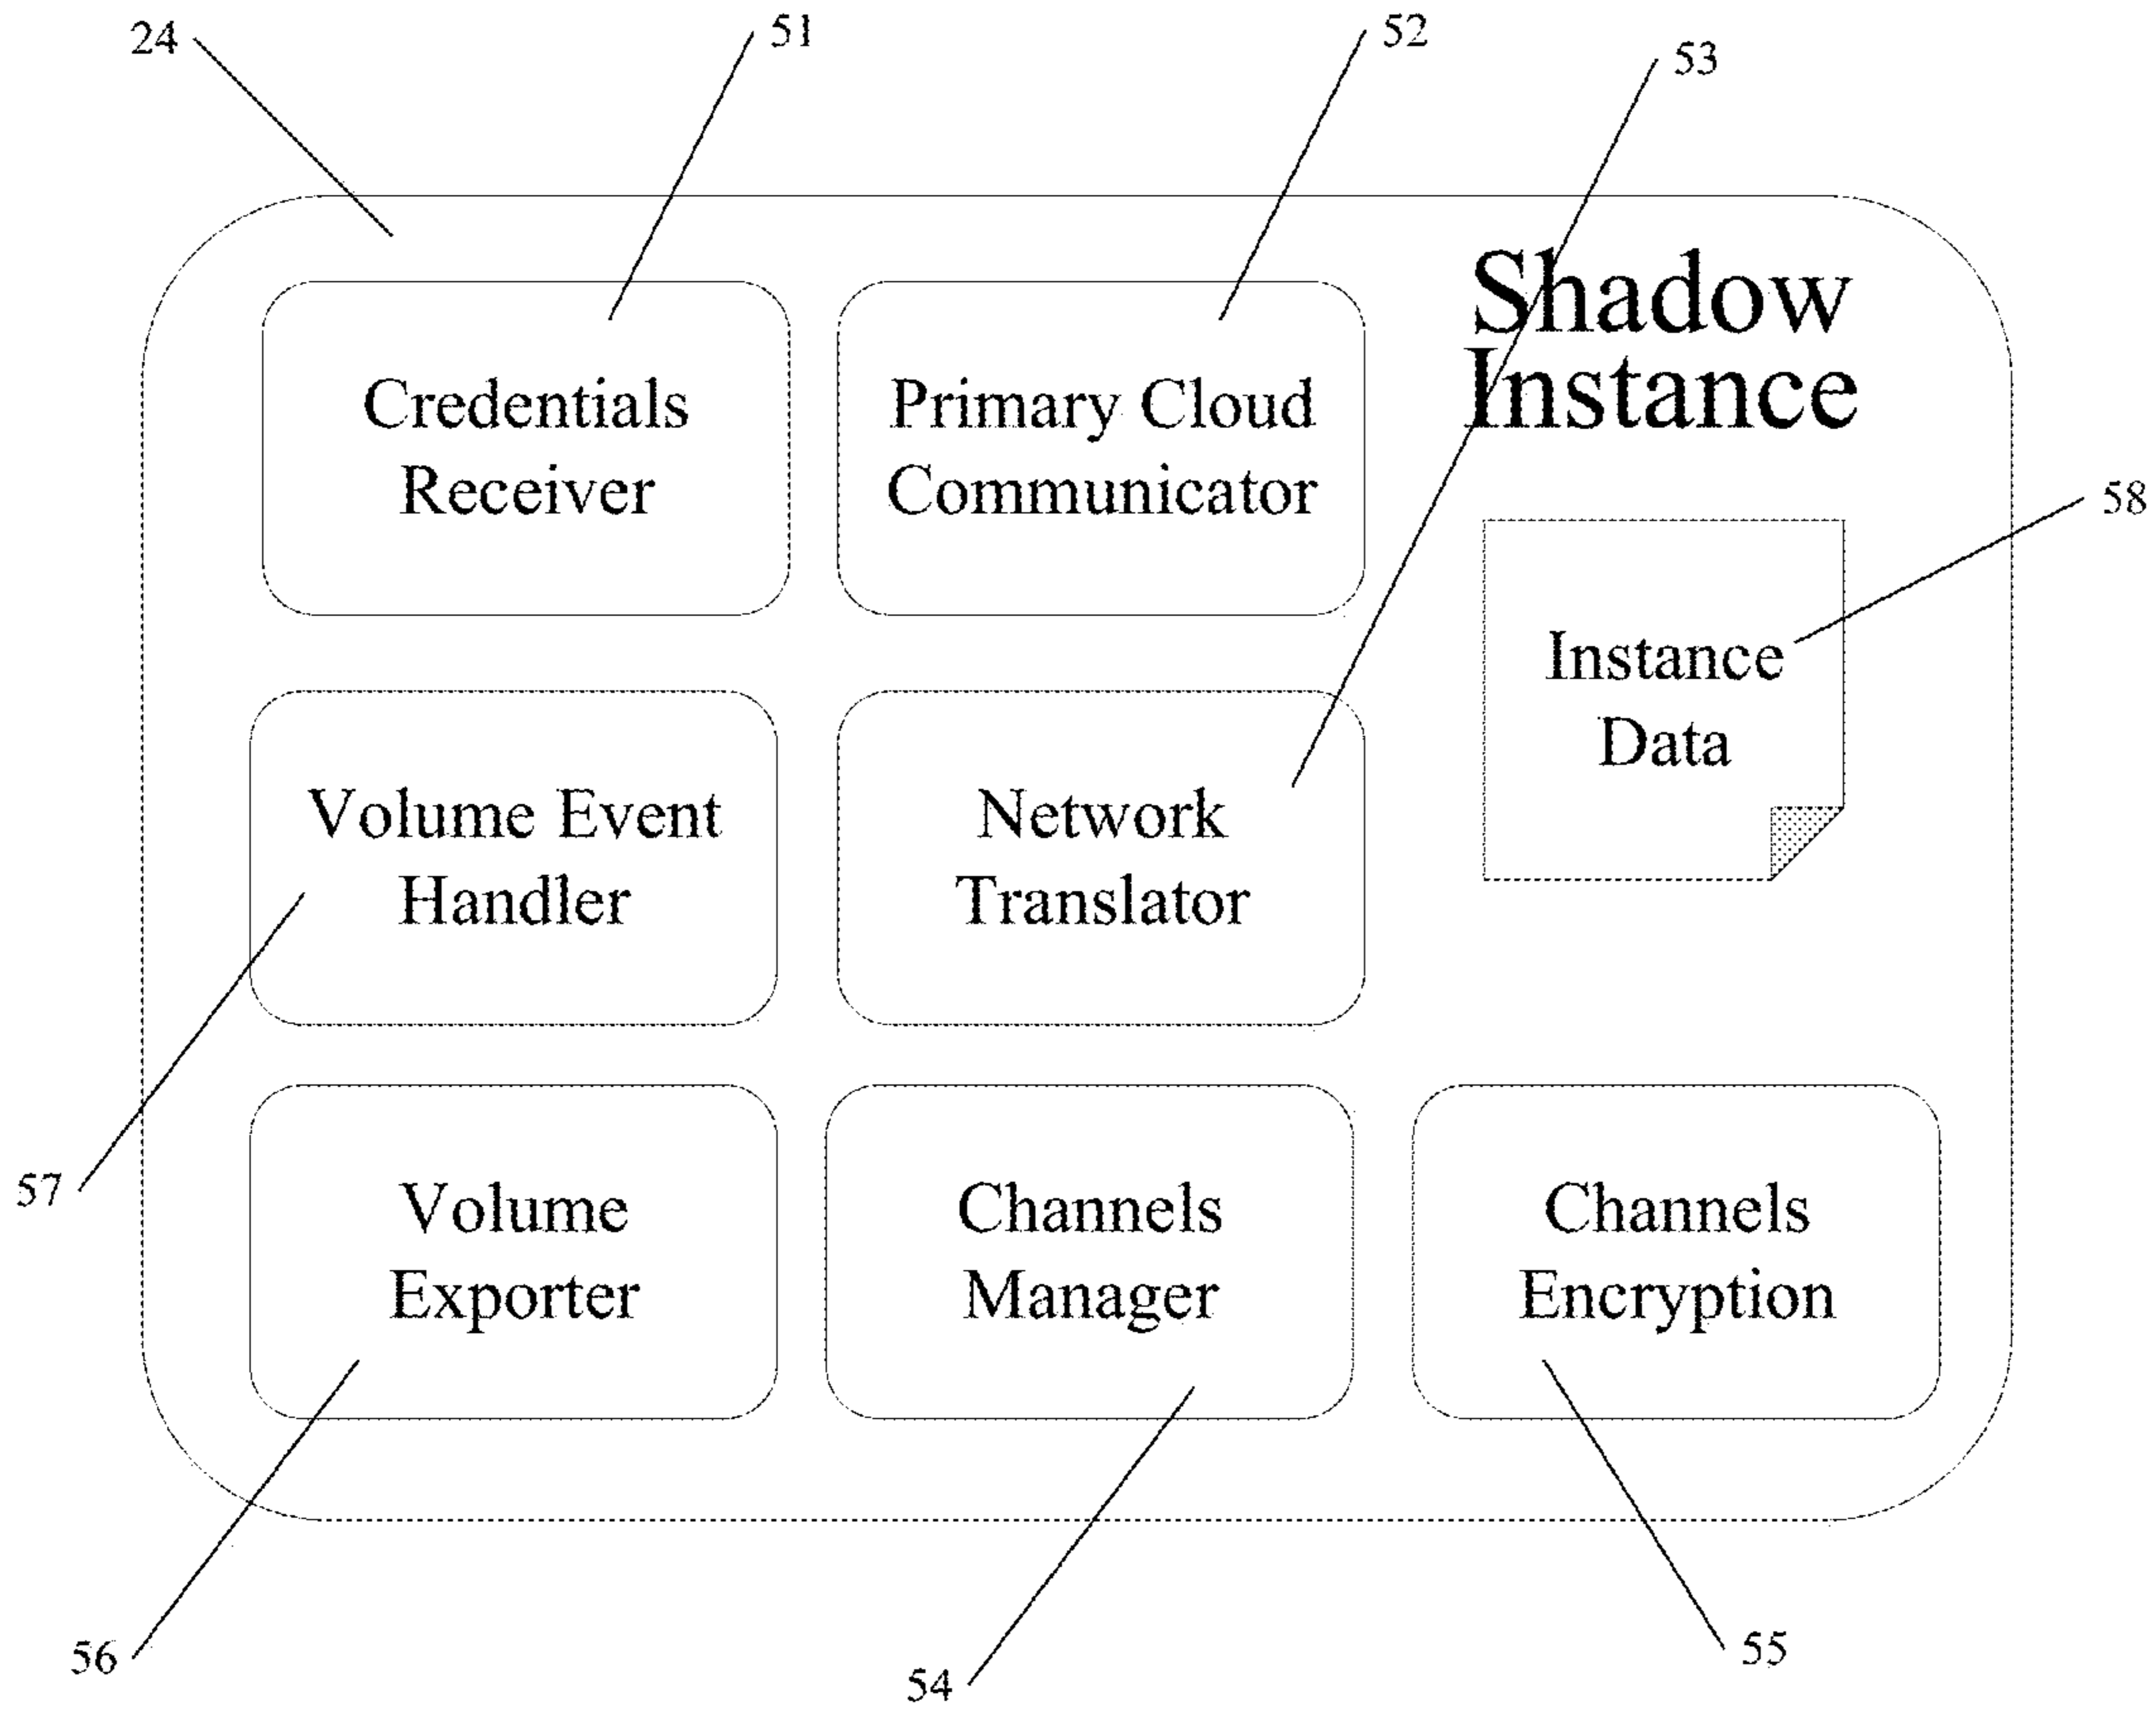 24
51
52
53
Shadow
Instance
Credentials
Receiver
Primary Cloud
Communicator
58
Instance
Data
Volume Event
Handler
Network
Translator
57
Volume
Exporter
Channels
Manager
Channels
Encryption
56
54
55